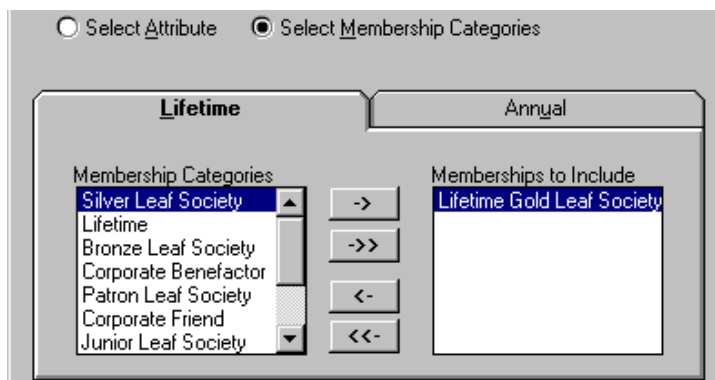 Select Attribute Select Membership Categories
Lifetime Annual
Membership Categories Memberships to Include
Silver Leaf Society -> Lifetime Gold Leaf Society
Lifetime
Bronze Leaf Society ->>
Corporate Benefactor
Patron Leaf Society <-
Corporate Friend
Junior Leaf Society <<-